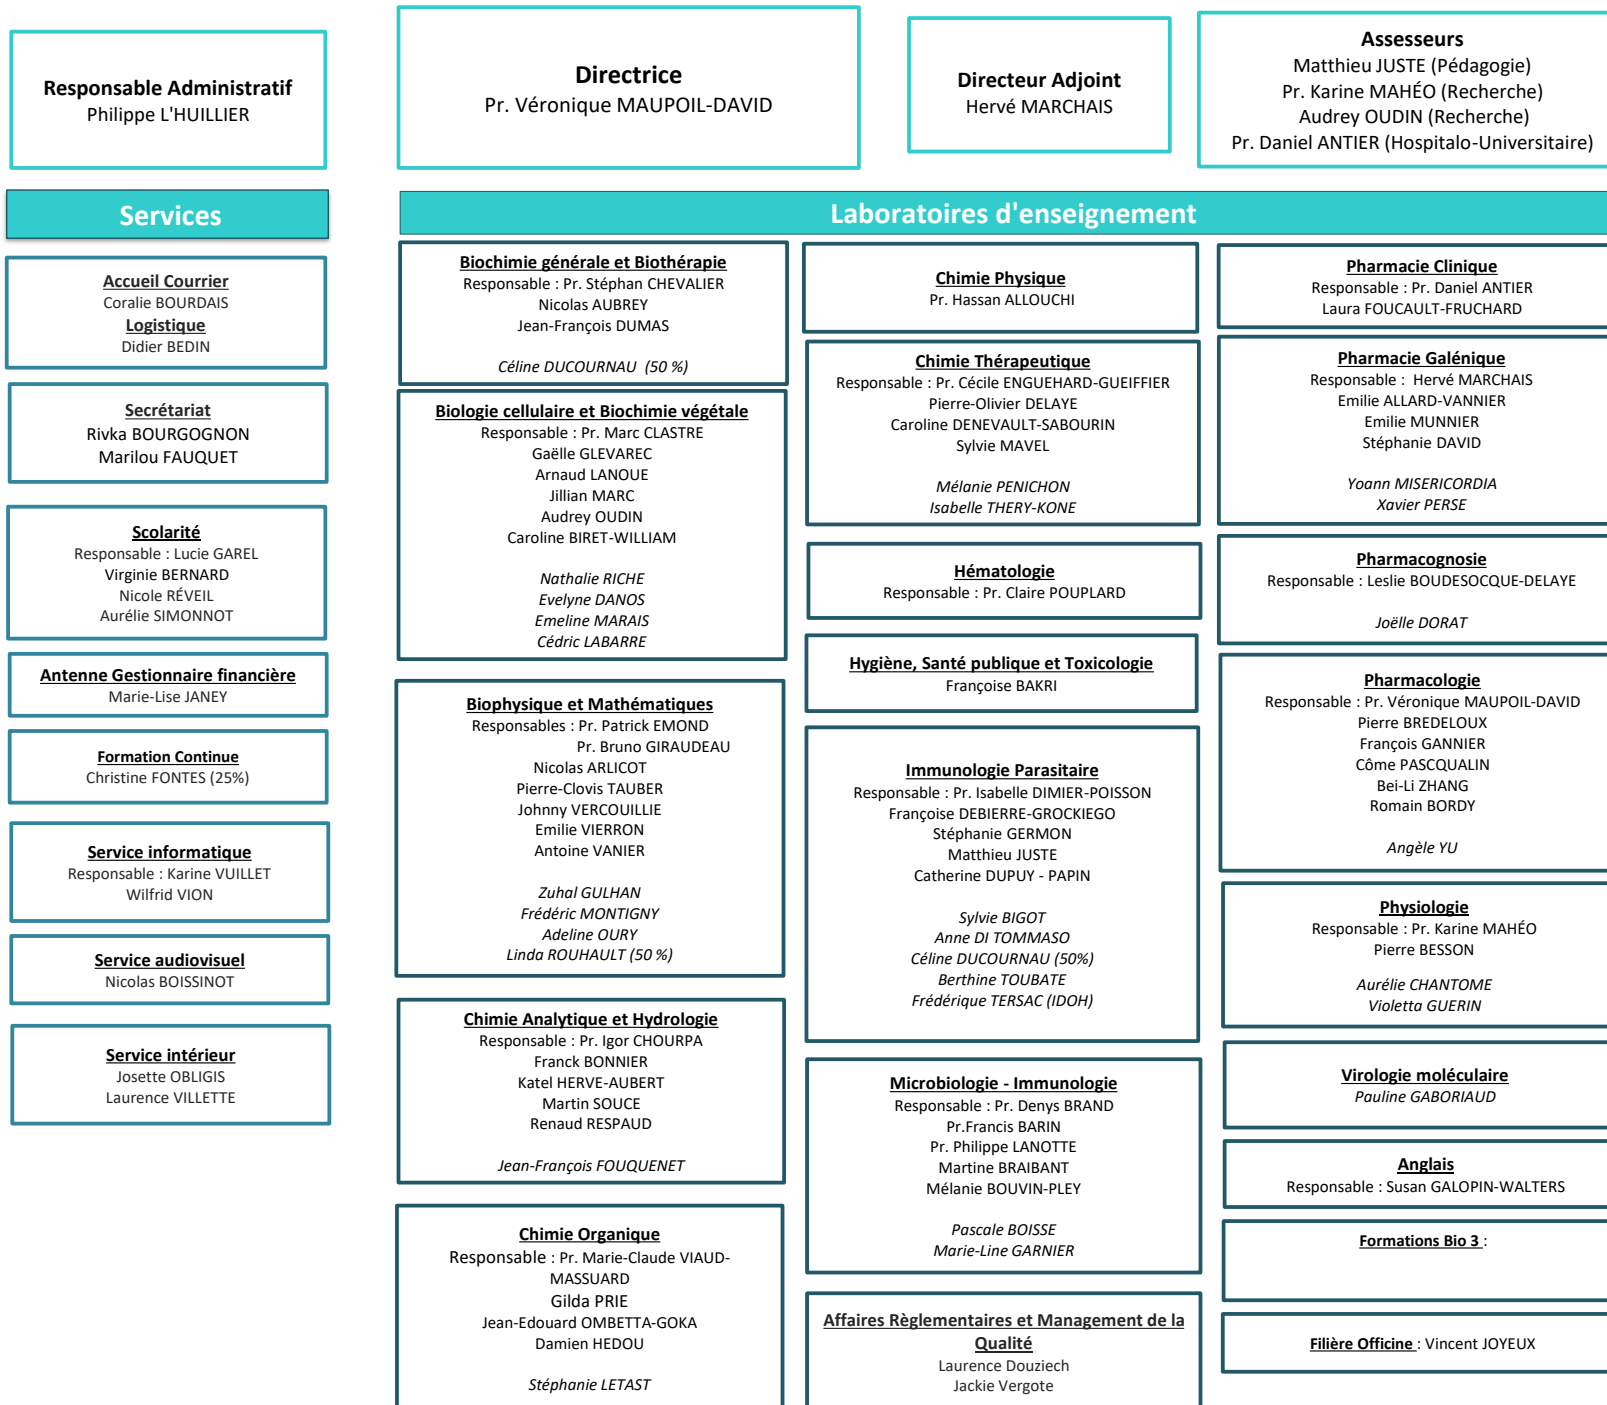 Responsable Administratif
Philippe L'HUILLIER
Directrice
Pr. Véronique MAUPOIL-DAVID
Directeur Adjoint
Hervé MARCHAIS
Assesseurs
Matthieu JUSTE (Pédagogie)
Pr. Karine MAHÉO (Recherche)
Audrey OUDIN (Recherche)
Pr. Daniel ANTIER (Hospitalo-Universitaire)
Services
Accueil Courrier
Coralie BOURDAIS
Logistique
Didier BEDIN
Secrétariat
Rivka BOURGOGNON
Marilou FAUQUET
Scolarité
Responsable : Lucie GAREL
Virginie BERNARD
Nicole RÉVEIL
Aurélie SIMONNOT
Antenne Gestionnaire financière
Marie-Lise JANEY
Formation Continue
Christine FONTES (25%)
Service informatique
Responsable : Karine VUILLET
Wilfrid VION
Service audiovisuel
Nicolas BOISSINOT
Service intérieur
Josette OBLIGIS
Laurence VILLETTE
Laboratoires d'enseignement
Biochimie générale et Biothérapie
Responsable : Pr. Stéphan CHEVALIER
Nicolas AUBREY
Jean-François DUMAS
Céline DUCOURNAU (50 %)
Biologie cellulaire et Biochimie végétale
Responsable : Pr. Marc CLASTRE
Gaëlle GLEVAREC
Arnaud LANOUE
Jillian MARC
Audrey OUDIN
Caroline BIRET-WILLIAM
Nathalie RICHE
Evelyne DANOS
Emeline MARAIS
Cédric LABARRE
Biophysique et Mathématiques
Responsables : Pr. Patrick EMOND
Pr. Bruno GIRAUDEAU
Nicolas ARLICOT
Pierre-Clovis TAUBER
Johnny VERCOUILLIE
Emilie VIERRON
Antoine VANIER
Zuhal GULHAN
Frédéric MONTIGNY
Adeline OURY
Linda ROUHAULT (50 %)
Chimie Analytique et Hydrologie
Responsable : Pr. Igor CHOURPA
Franck BONNIER
Katel HERVE-AUBERT
Martin SOUCE
Renaud RESPAUD
Jean-François FOUQUENET
Chimie Organique
Responsable : Pr. Marie-Claude VIAUD-
MASSUARD
Gilda PRIE
Jean-Edouard OMBETTA-GOKA
Damien HEDOU
Stéphanie LETAST
Chimie Physique
Pr. Hassan ALLOUCHI
Chimie Thérapeutique
Responsable : Pr. Cécile ENGUEHARD-GUEIFFIER
Pierre-Olivier DELAYE
Caroline DENEVAULT-SABOURIN
Sylvie MAVEL
Mélanie PENICHON
Isabelle THERY-KONE
Hématologie
Responsable : Pr. Claire POUPLARD
Hygiène, Santé publique et Toxicologie
Françoise BAKRI
Immunologie Parasitaire
Responsable : Pr. Isabelle DIMIER-POISSON
Françoise DEBIERRE-GROCKIEGO
Stéphanie GERMON
Matthieu JUSTE
Catherine DUPUY - PAPIN
Sylvie BIGOT
Anne DI TOMMASO
Céline DUCOURNAU (50%)
Berthine TOUBATE
Frédérique TERSAC (IDOH)
Microbiologie - Immunologie
Responsable : Pr. Denys BRAND
Pr.Francis BARIN
Pr. Philippe LANOTTE
Martine BRAIBANT
Mélanie BOUVIN-PLEY
Pascale BOISSE
Marie-Line GARNIER
Affaires Règlementaires et Management de la
Qualité
Laurence Douziech
Jackie Vergote
Pharmacie Clinique
Responsable : Pr. Daniel ANTIER
Laura FOUCAULT-FRUCHARD
Pharmacie Galénique
Responsable : Hervé MARCHAIS
Emilie ALLARD-VANNIER
Emilie MUNNIER
Stéphanie DAVID
Yoann MISERICORDIA
Xavier PERSE
Pharmacognosie
Responsable : Leslie BOUDESOCQUE-DELAYE
Joëlle DORAT
Pharmacologie
Responsable : Pr. Véronique MAUPOIL-DAVID
Pierre BREDELOUX
François GANNIER
Côme PASCQUALIN
Bei-Li ZHANG
Romain BORDY
Angèle YU
Physiologie
Responsable : Pr. Karine MAHÉO
Pierre BESSON
Aurélie CHANTOME
Violetta GUERIN
Virologie moléculaire
Pauline GABORIAUD
Anglais
Responsable : Susan GALOPIN-WALTERS
Formations Bio 3 :
Filière Officine : Vincent JOYEUX